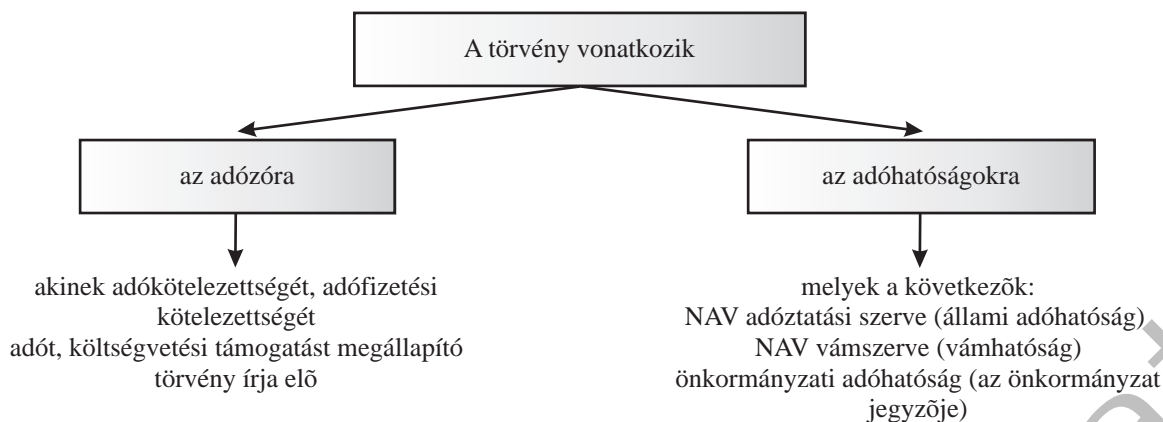 A törvény vonatkozik
az adózóra
az adóhatóságokra
akinek adókötelezettségét, adófizetési
kötelezettségét
adót, költségvetési támogatást megállapító
törvény írja elõ
melyek a következõk:
NAV adóztatási szerve (állami adóhatóság)
NAV vámszerve (vámhatóság)
önkormányzati adóhatóság (az önkormányzat
jegyzõje)